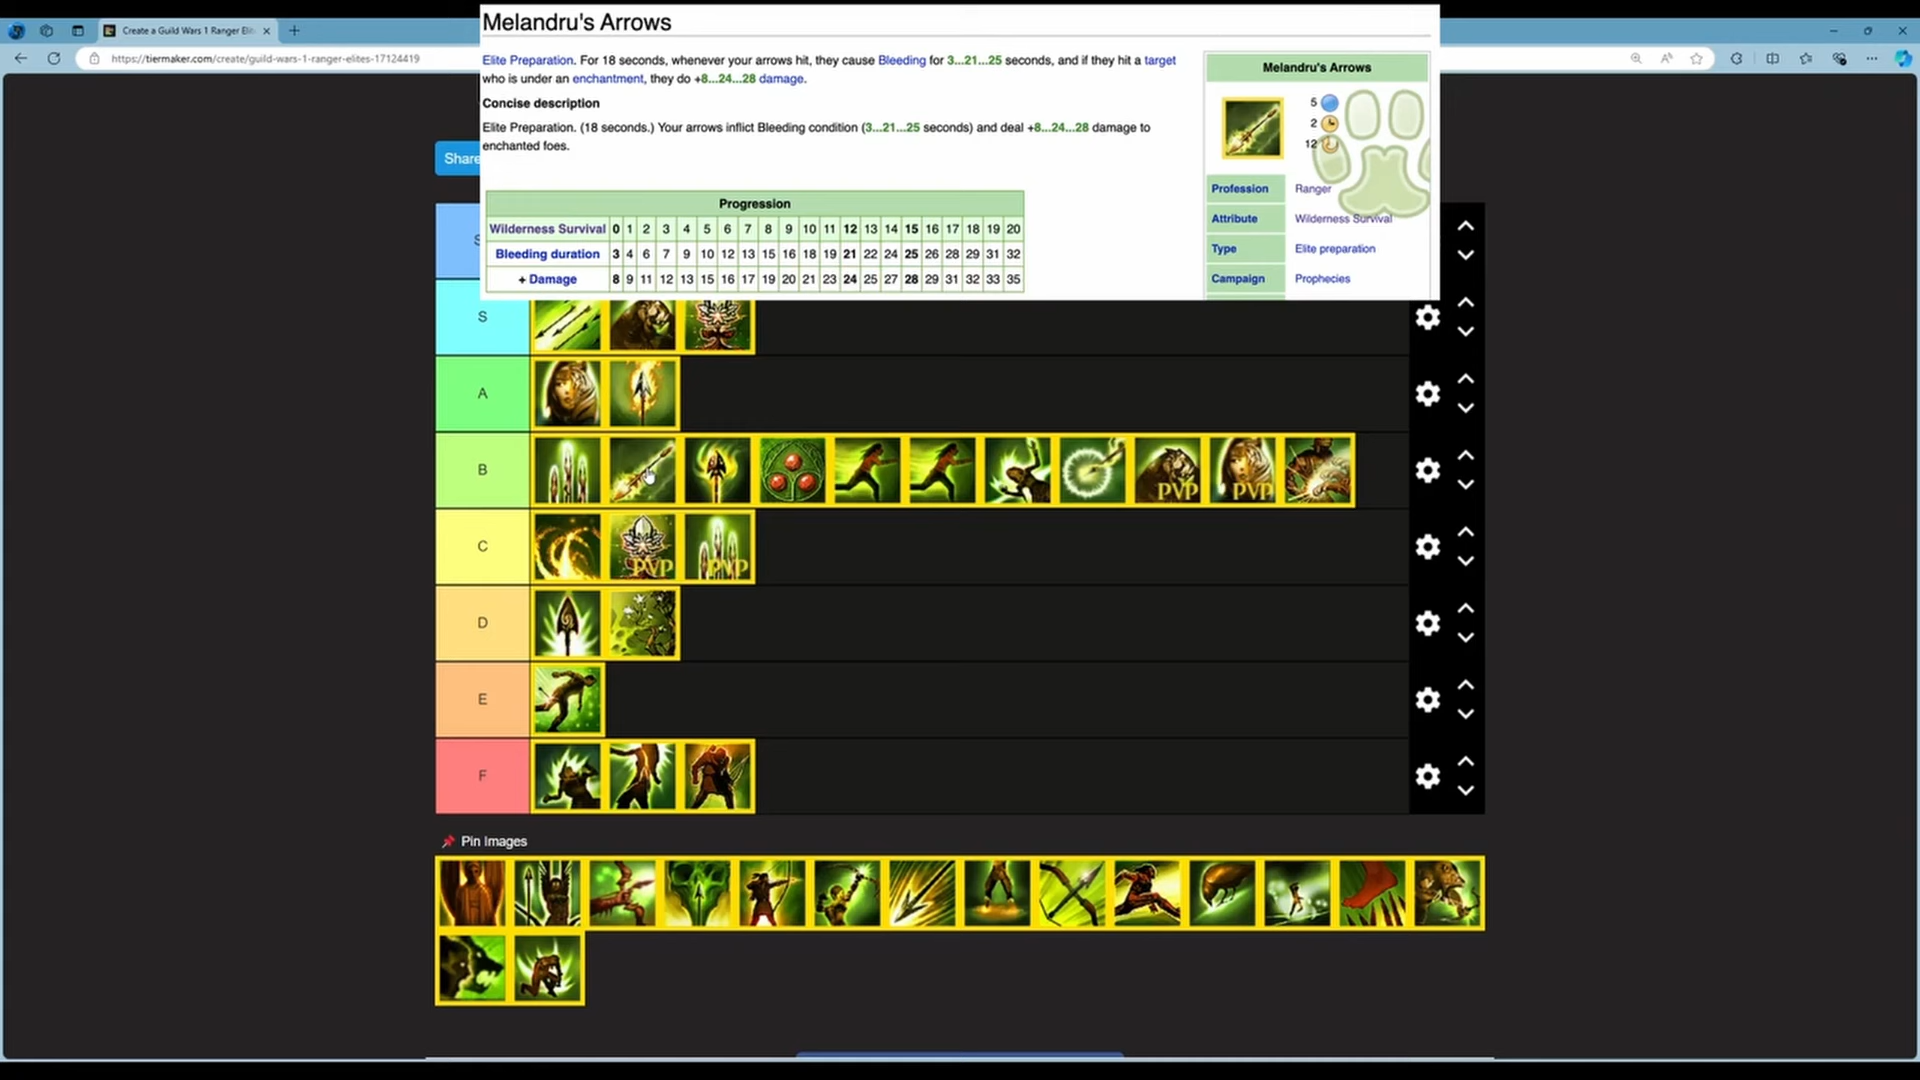 Melandru's Arrows
Create a Guild Wars 1 Ranger Eli
https://tiermaker.com/create/guild-wars-1-ranger-elites-17124419
Elite Preparation. For 18 seconds, whenever your arrows hit, they cause Bleeding for 3...21...25 seconds, and if they hit a target
who is under an enchantment, they do +8...24...28 damage.
Concise description
Elite Preparation. (18 seconds.) Your arrows inflict Bleeding condition (3...21...25 seconds) and deal +8...24...28 damage to
enchanted foes.
Melandru's Arrows
5
2
12
Profession Ranger
Attribute Wilderness Survival
Type Elite preparation
Campaign Prophecies
Share
Progression
Wilderness Survival 0 1 2 3 4 5 6 7 8 9 10 11 12 13 14 15 16 17 18 19 20
Bleeding duration 3 4 6 7 9 10 12 13 15 16 18 19 21 22 24 25 26 28 29 31 32
+ Damage 8 9 11 12 13 15 16 17 19 20 21 23 24 25 27 28 29 31 32 33 35
S
S
A
B
PVP
PVP
C
PVP
PVP
D
E
F
Pin Images